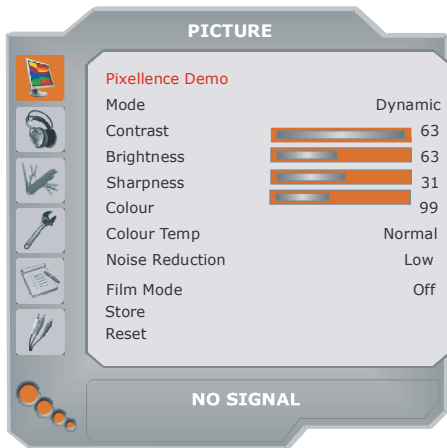 PICTURE
Pixellence Demo
Mode Dynamic
Contrast 63
Brightness 63
Sharpness 31
Colour 99
Colour Temp Normal
Noise Reduction Low
Film Mode Off
Store
Reset
NO SIGNAL